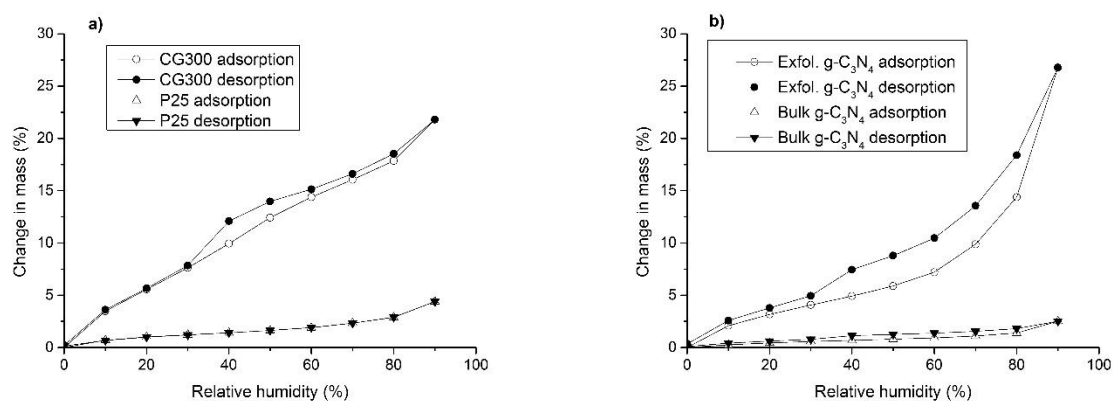 a)
30
25
20
15
10
5
0
Change in mass (%)
CG300 adsorption
CG300 desorption
P25 adsorption
P25 desorption
0 20 40 60 80 100
Relative humidity (%)
b)
30
25
20
15
10
5
0
Change in mass (%)
Exfol. g-C₃N₄ adsorption
Exfol. g-C₃N₄ desorption
Bulk g-C₃N₄ adsorption
Bulk g-C₃N₄ desorption
0 20 40 60 80 100
Relative humidity (%)